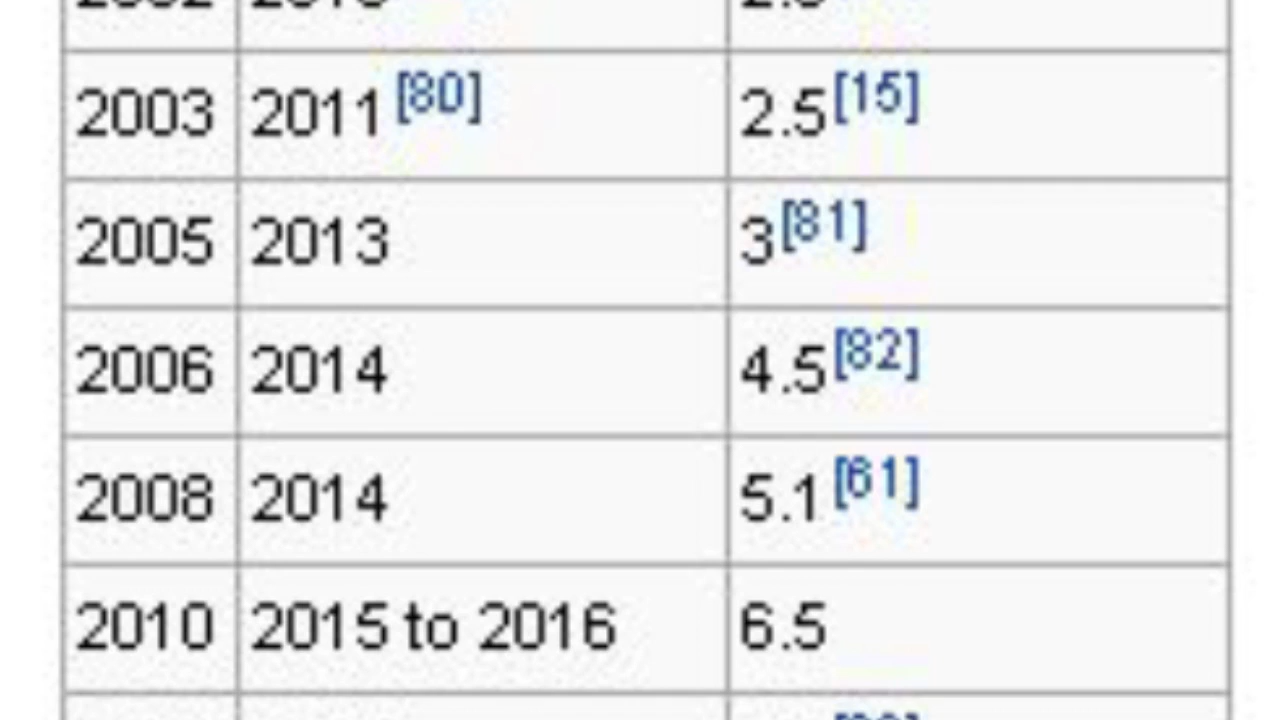 2003 2011 [80] 2.5[15]
2005 2013 3[81]
2006 2014 4.5[82]
2008 2014 5.1[61]
2010 2015 to 2016 6.5